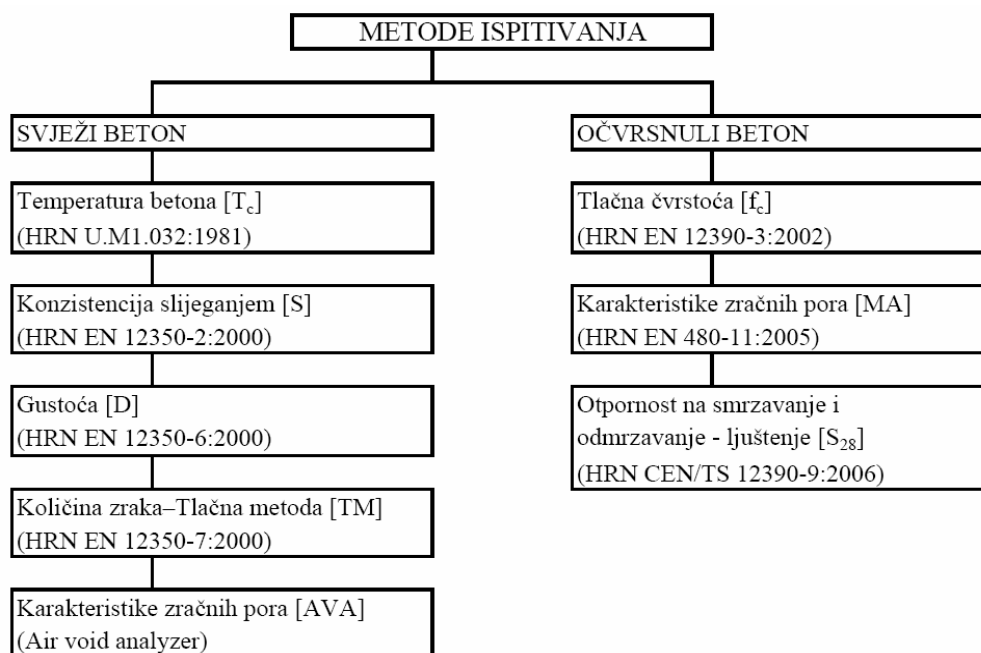 METODE ISPITIVANJA
SVJEŽI BETON
Temperatura betona [Tc]
(HRN U.M1.032:1981)
Konzistencija slijeganjem [S]
(HRN EN 12350-2:2000)
Gustoća [D]
(HRN EN 12350-6:2000)
Količina zraka–Tlačna metoda [TM]
(HRN EN 12350-7:2000)
Karakteristike zračnih pora [AVA]
(Air void analyzer)
OČVRSNULI BETON
Tlačna čvrstoća [fc]
(HRN EN 12390-3:2002)
Karakteristike zračnih pora [MA]
(HRN EN 480-11:2005)
Otpornost na smrzavanje i
odmrzavanje - ljuštenje [S28]
(HRN CEN/TS 12390-9:2006)